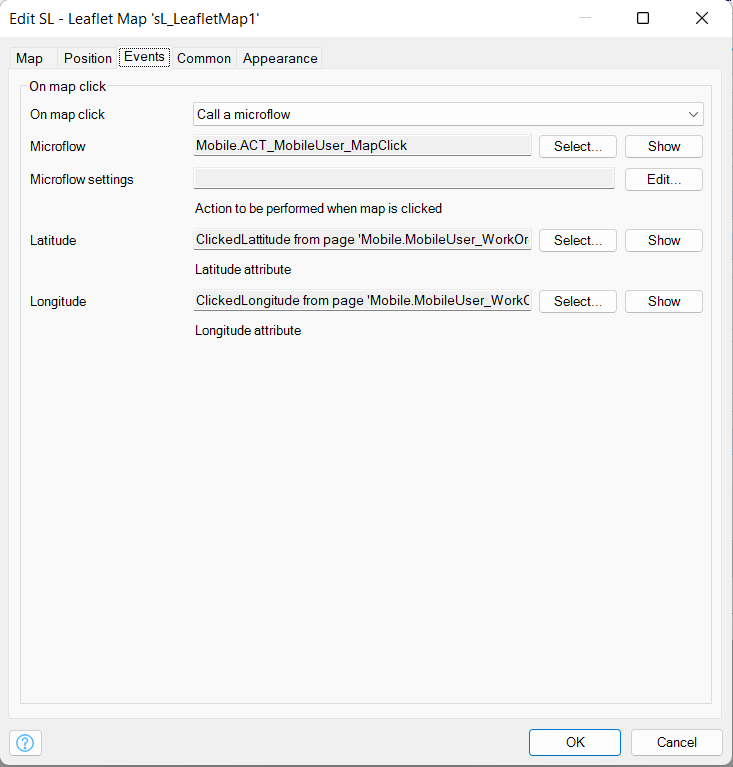 Edit SL - Leaflet Map 'sL_LeafletMap1'
Map Position Events Common Appearance
On map click
On map click Call a microflow
Microflow Mobile.ACT_MobileUser_MapClick Select... Show
Microflow settings Edit...
Action to be performed when map is clicked
Latitude ClickedLattitude from page 'Mobile.MobileUser_WorkOr Select... Show
Latitude attribute
Longitude ClickedLongitude from page 'Mobile.MobileUser_WorkO Select... Show
Longitude attribute
? OK Cancel